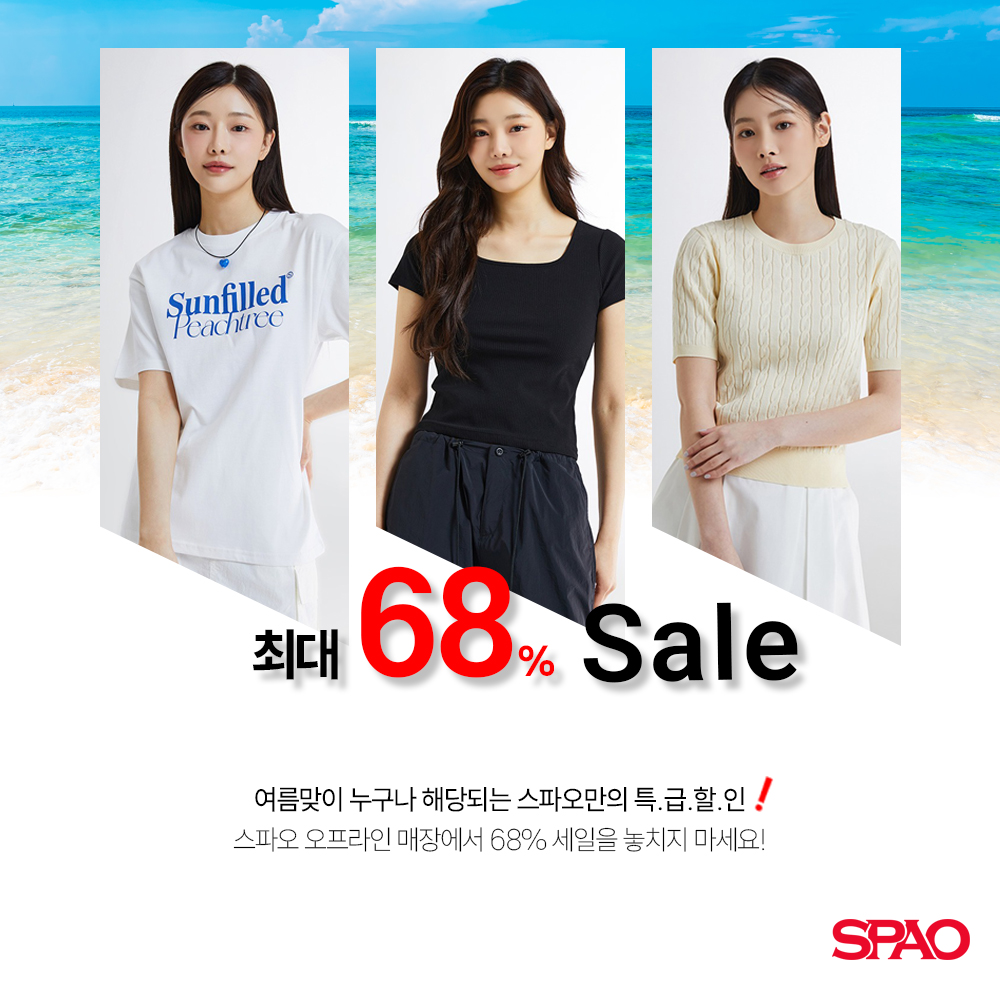 Sunfilled
Peachtree
최대 68% Sale
여름맞이 누구나 해당되는 스파오만의 특.급.할.인!
스파오 오프라인 매장에서 68% 세일을 놓치지 마세요!
SPAO